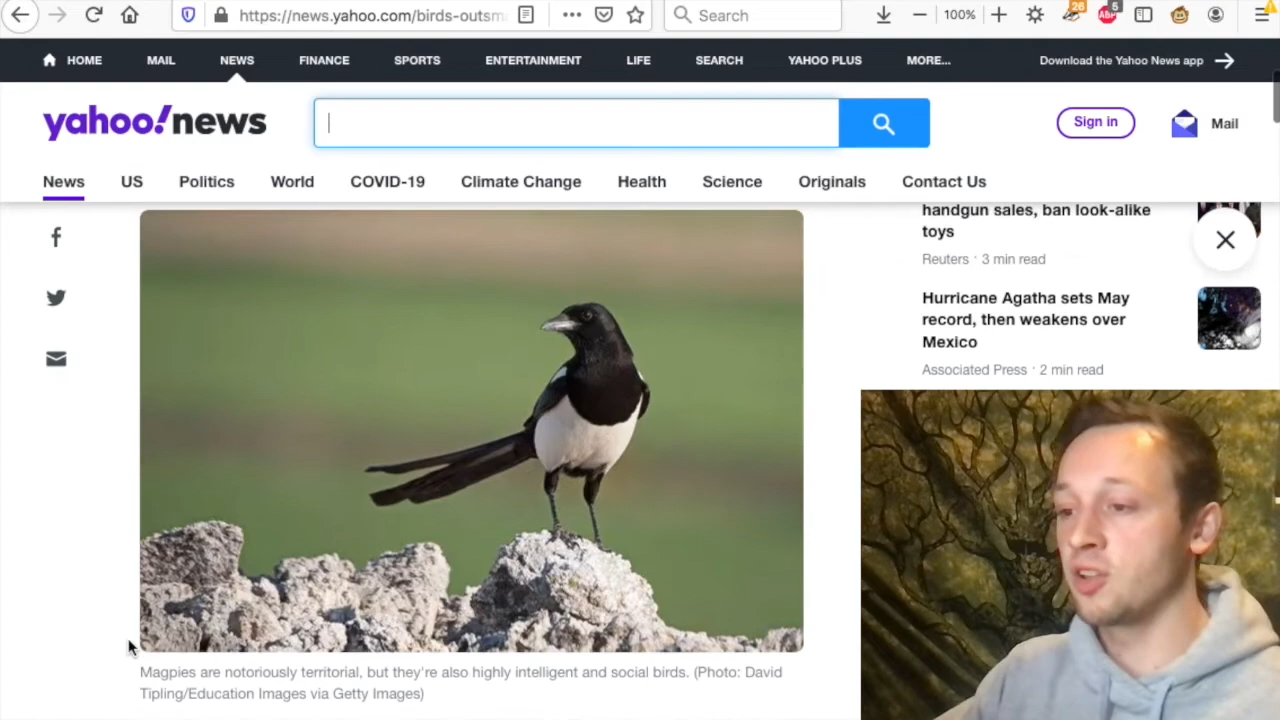 https://news.yahoo.com/birds-outsm
Search
100%
26
ABP
5
HOME
MAIL
NEWS
FINANCE
SPORTS
ENTERTAINMENT
LIFE
SEARCH
YAHOO PLUS
MORE...
Download the Yahoo News app
yahoo!news
Sign in
Mail
News
US
Politics
World
COVID-19
Climate Change
Health
Science
Originals
Contact Us
handgun sales, ban look-alike
toys
Reuters · 3 min read
Hurricane Agatha sets May
record, then weakens over
Mexico
Associated Press · 2 min read
Magpies are notoriously territorial, but they're also highly intelligent and social birds. (Photo: David
Tipling/Education Images via Getty Images)